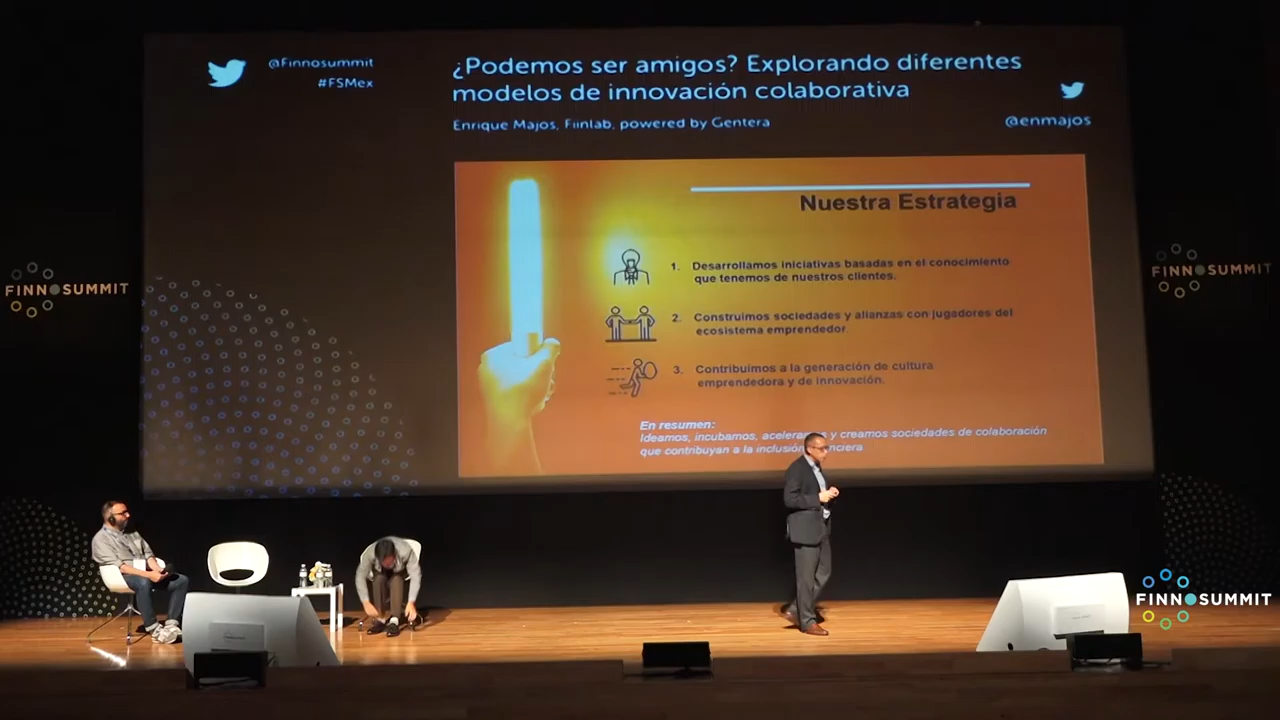 @Finnosummit
#FSMex
¿Podemos ser amigos? Explorando diferentes
modelos de innovación colaborativa
Enrique Majos, Fiinlab, powered by Gentera
@enmajos
Nuestra Estrategia
1. Desarrollamos iniciativas basadas en el conocimiento
que tenemos de nuestros clientes.
2. Construimos sociedades y alianzas con jugadores del
ecosistema emprendedor.
3. Contribuimos a la generación de cultura
emprendedora y de innovación.
En resumen:
Ideamos, incubamos, aceleramos y creamos sociedades de colaboración
que contribuyan a la inclusión financiera
FINNOSUMMIT
FINNOSUMMIT
FINNOSUMMIT